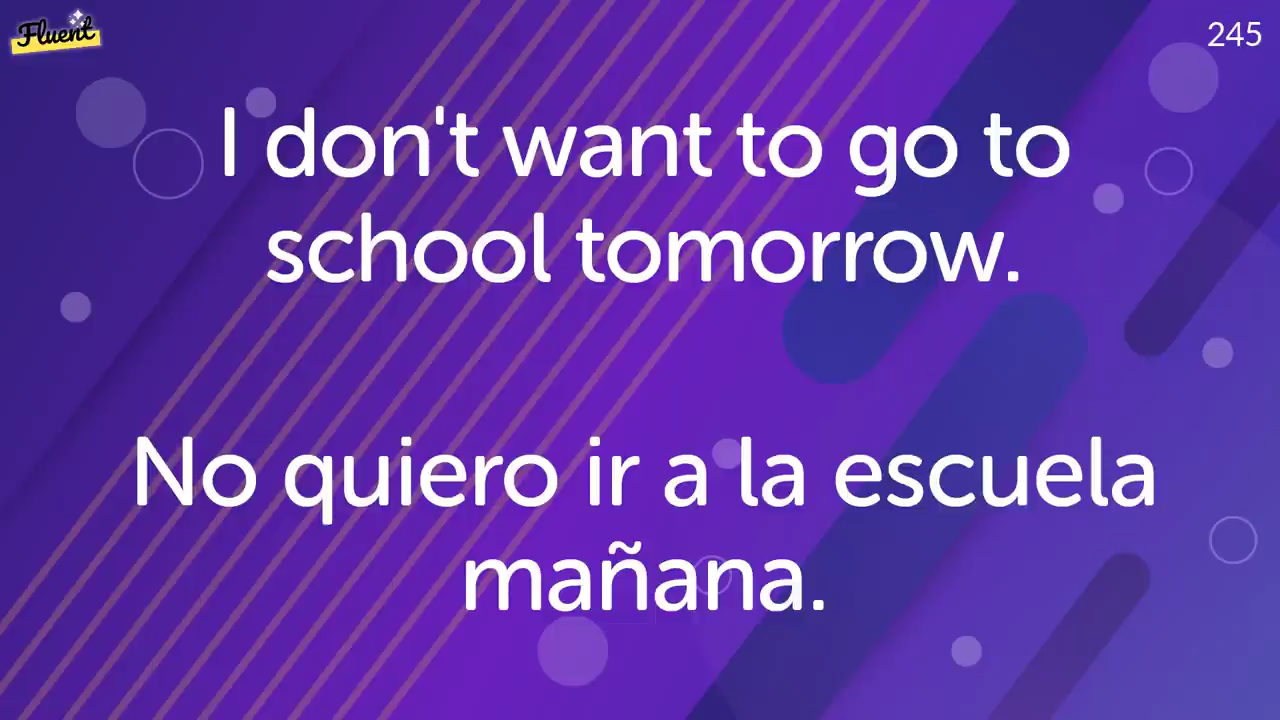 Fluent
245
I don't want to go to
school tomorrow.
No quiero ir a la escuela
mañana.